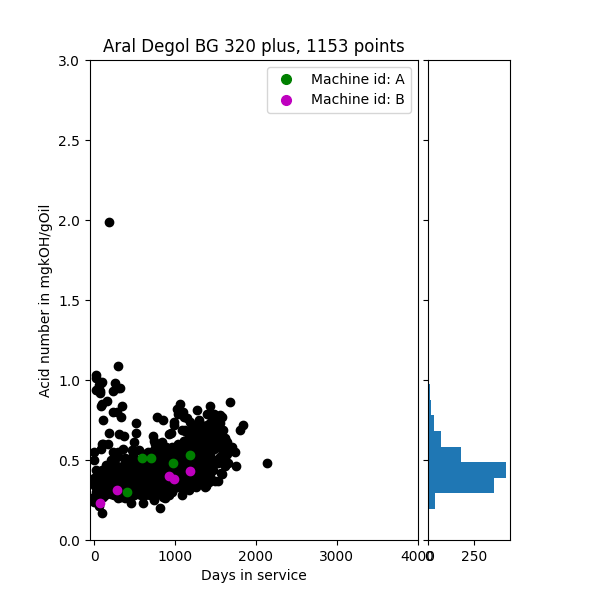 Aral Degol BG 320 plus, 1153 points
Machine id: A
Machine id: B
3.0
2.5
2.0
1.5
1.0
0.5
0.0
Acid number in mgkOH/gOil
0
1000
2000
3000
4000
0
250
Days in service